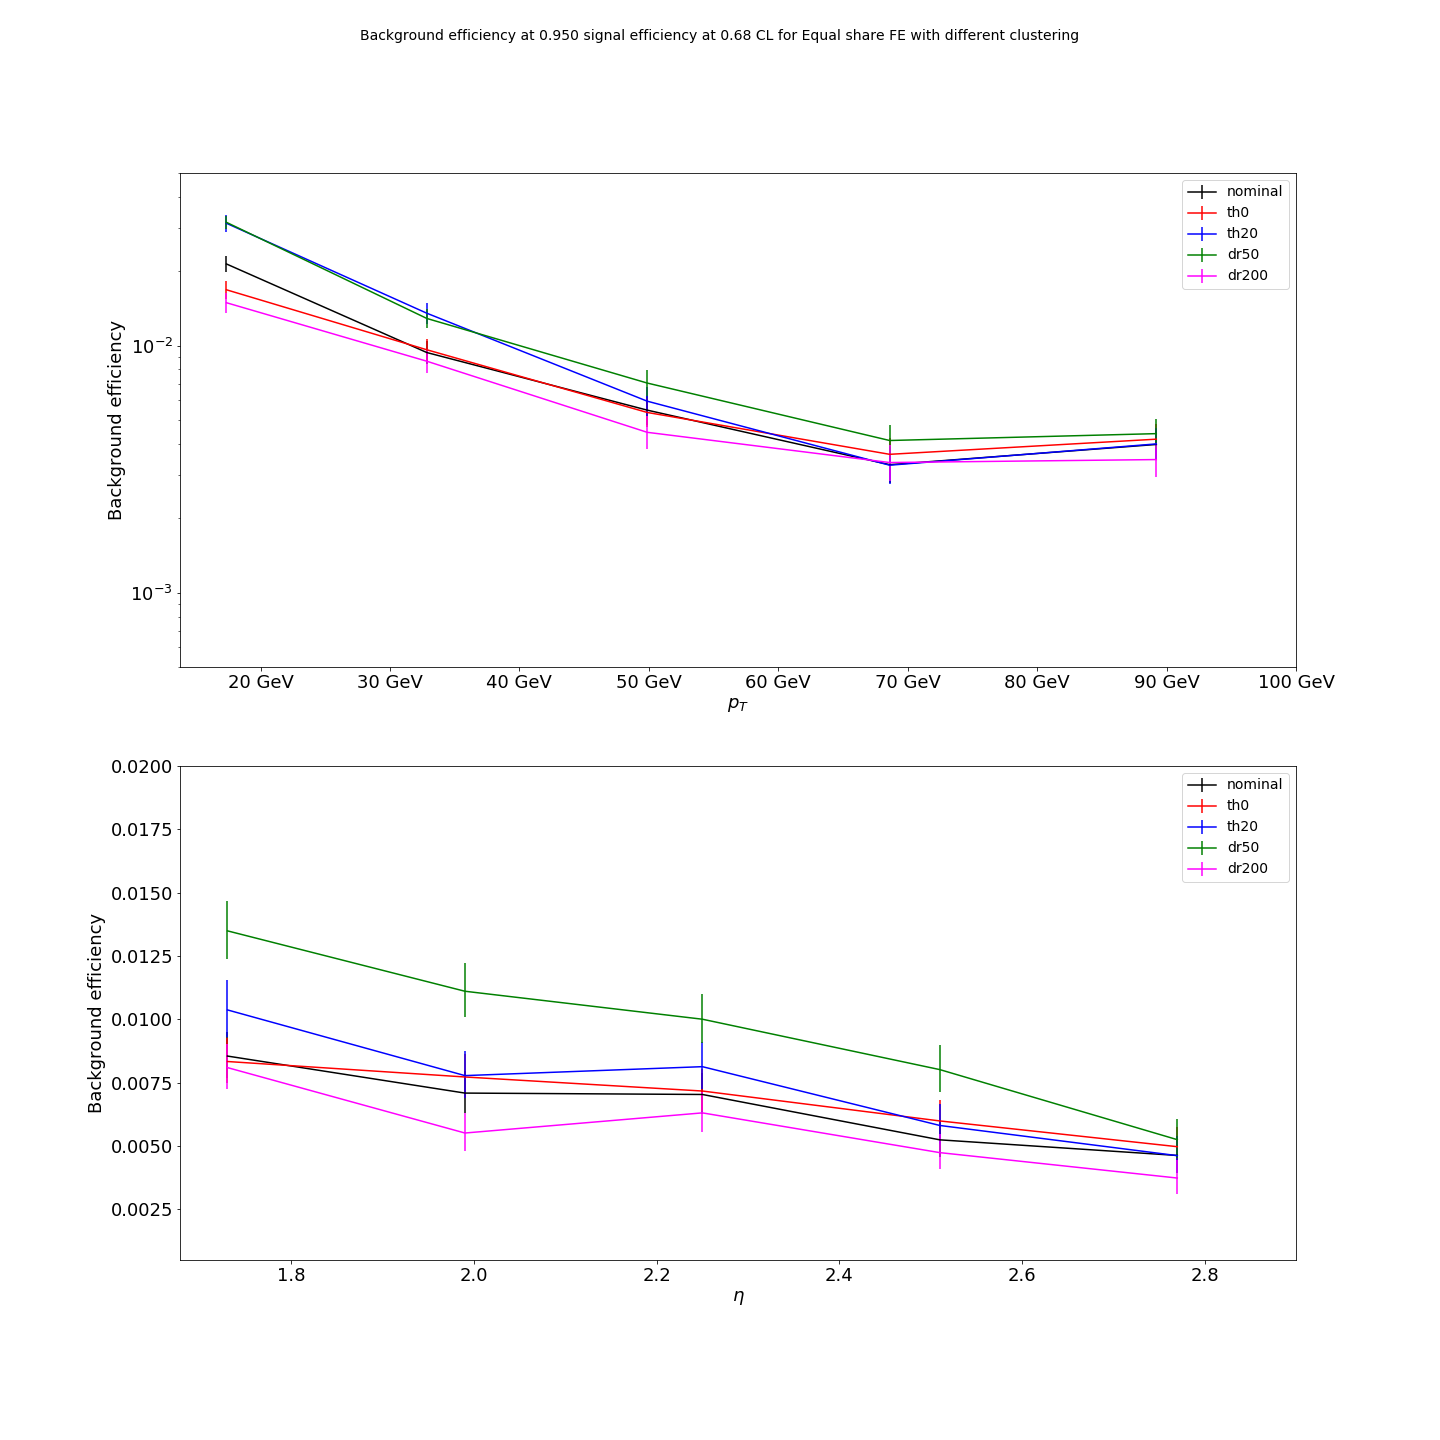 Background efficiency at 0.950 signal efficiency at 0.68 CL for Equal share FE with different clustering
nominal
th0
th20
dr50
dr200
Background efficiency
10⁻²
10⁻³
20 GeV 30 GeV 40 GeV 50 GeV 60 GeV 70 GeV 80 GeV 90 GeV 100 GeV
p_T
0.0200
0.0175
0.0150
0.0125
0.0100
0.0075
0.0050
0.0025
Background efficiency
nominal
th0
th20
dr50
dr200
1.8 2.0 2.2 2.4 2.6 2.8
η